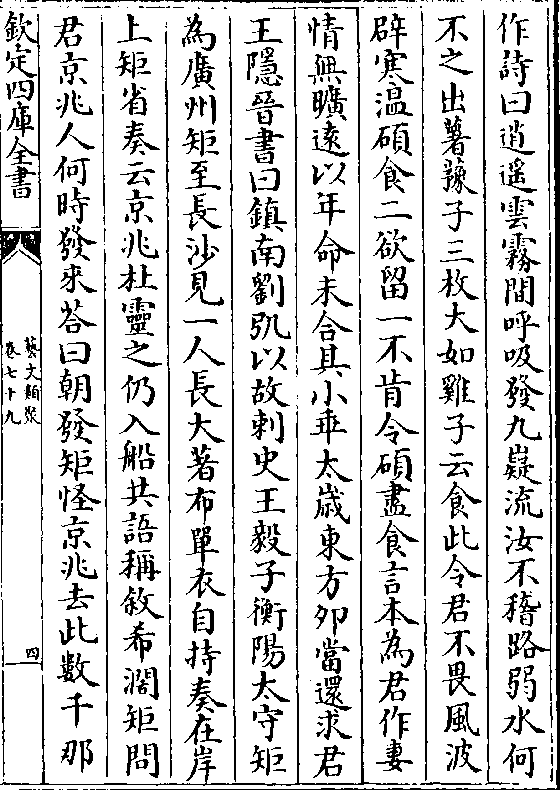 作詩曰逍遥雲霧間呼吸發九嶷流汝不稽路弱水何
不之出薯蕷子三枚大如雞子云食此令君不畏風波
辟寒温碩食二欲留一不肯令碩盡食言本為君作妻
情無曠逺以年命未合其小乖太歲東方卯當還求君
王隱晉書曰鎮南劉𢎞以故刺史王毅子衡陽太守矩
為廣州矩至長沙見一人長大著布單衣自持奏在岸
上矩省奏云京兆杜靈之仍入船共語稱敘希濶矩問
君京兆人何時發來荅曰朝發矩怪京兆去此數千那
欽定四庫全書
藝文類聚
卷七十九
四